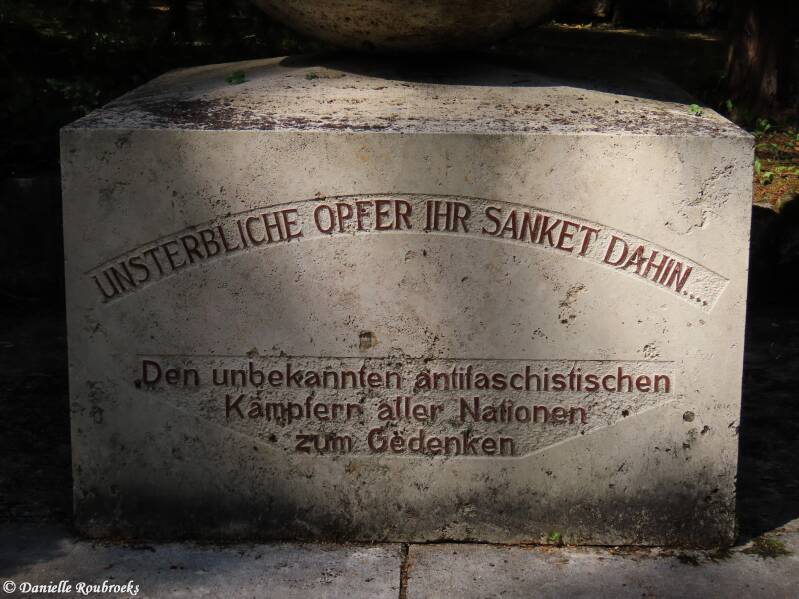 UNSTERBLICHE OPFER IHR SANKET DAHIN....
Den unbekannten antifaschistischen
Kämpfern aller Nationen
zum Gedenken
© Danielle Roubroeks